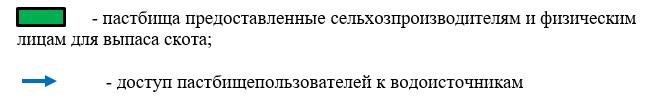 - пастбища предоставленные сельхозпроизводителям и физическим
лицам для выпаса скота;
- доступ пастбищепользователей к водоисточникам